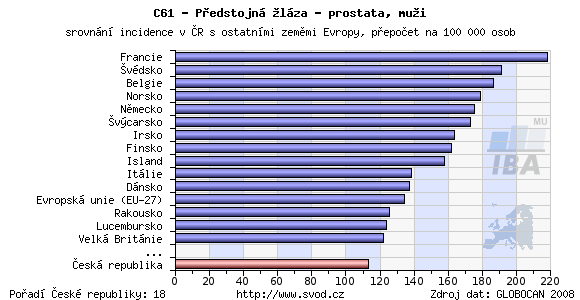 C61 - Předstojná žláza - prostata, muži
srovnání incidence v ČR s ostatními zeměmi Evropy, přepočet na 100 000 osob
Francie
Švédsko
Belgie
Norsko
Německo
Švýcarsko
Irsko
Finsko
Island
Itálie
Dánsko
Evropská unie (EU-27)
Rakousko
Lucembursko
Velká Británie
...
Česká republika
MU
IBA
0 20 40 60 80 100 120 140 160 180 200 220
Pořadí České republiky: 18 http://www.svod.cz Zdroj dat: GLOBOCAN 2008